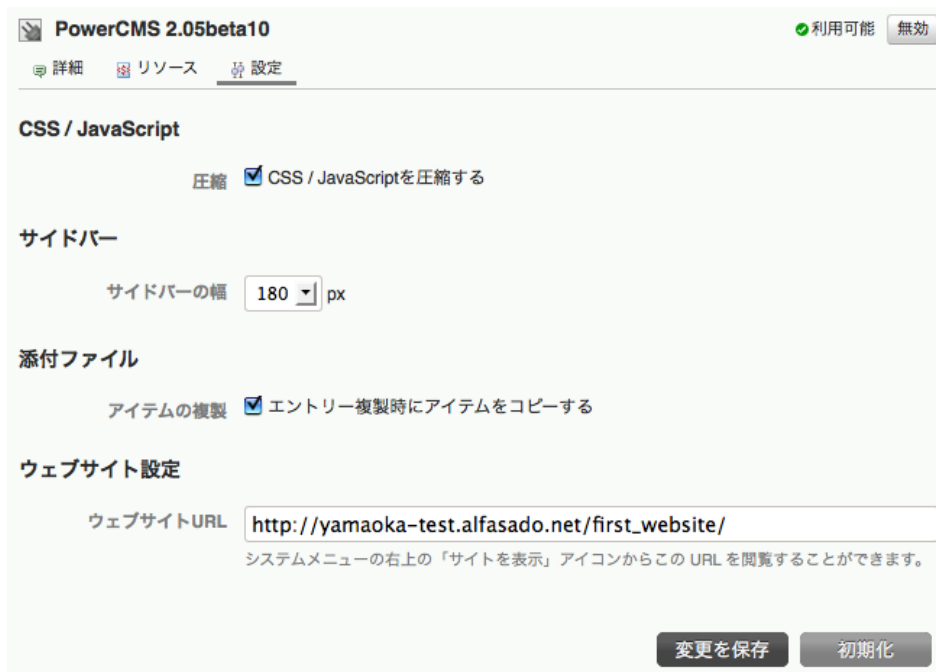 PowerCMS 2.05beta10
利用可能 無効
詳細 リソース 設定
CSS / JavaScript
圧縮 CSS / JavaScriptを圧縮する
サイドバー
サイドバーの幅 180 px
添付ファイル
アイテムの複製 エントリー複製時にアイテムをコピーする
ウェブサイト設定
ウェブサイトURL http://yamaoka-test.alfasado.net/first_website/
システムメニューの右上の「サイトを表示」アイコンからこの URL を閲覧することができます。
変更を保存 初期化